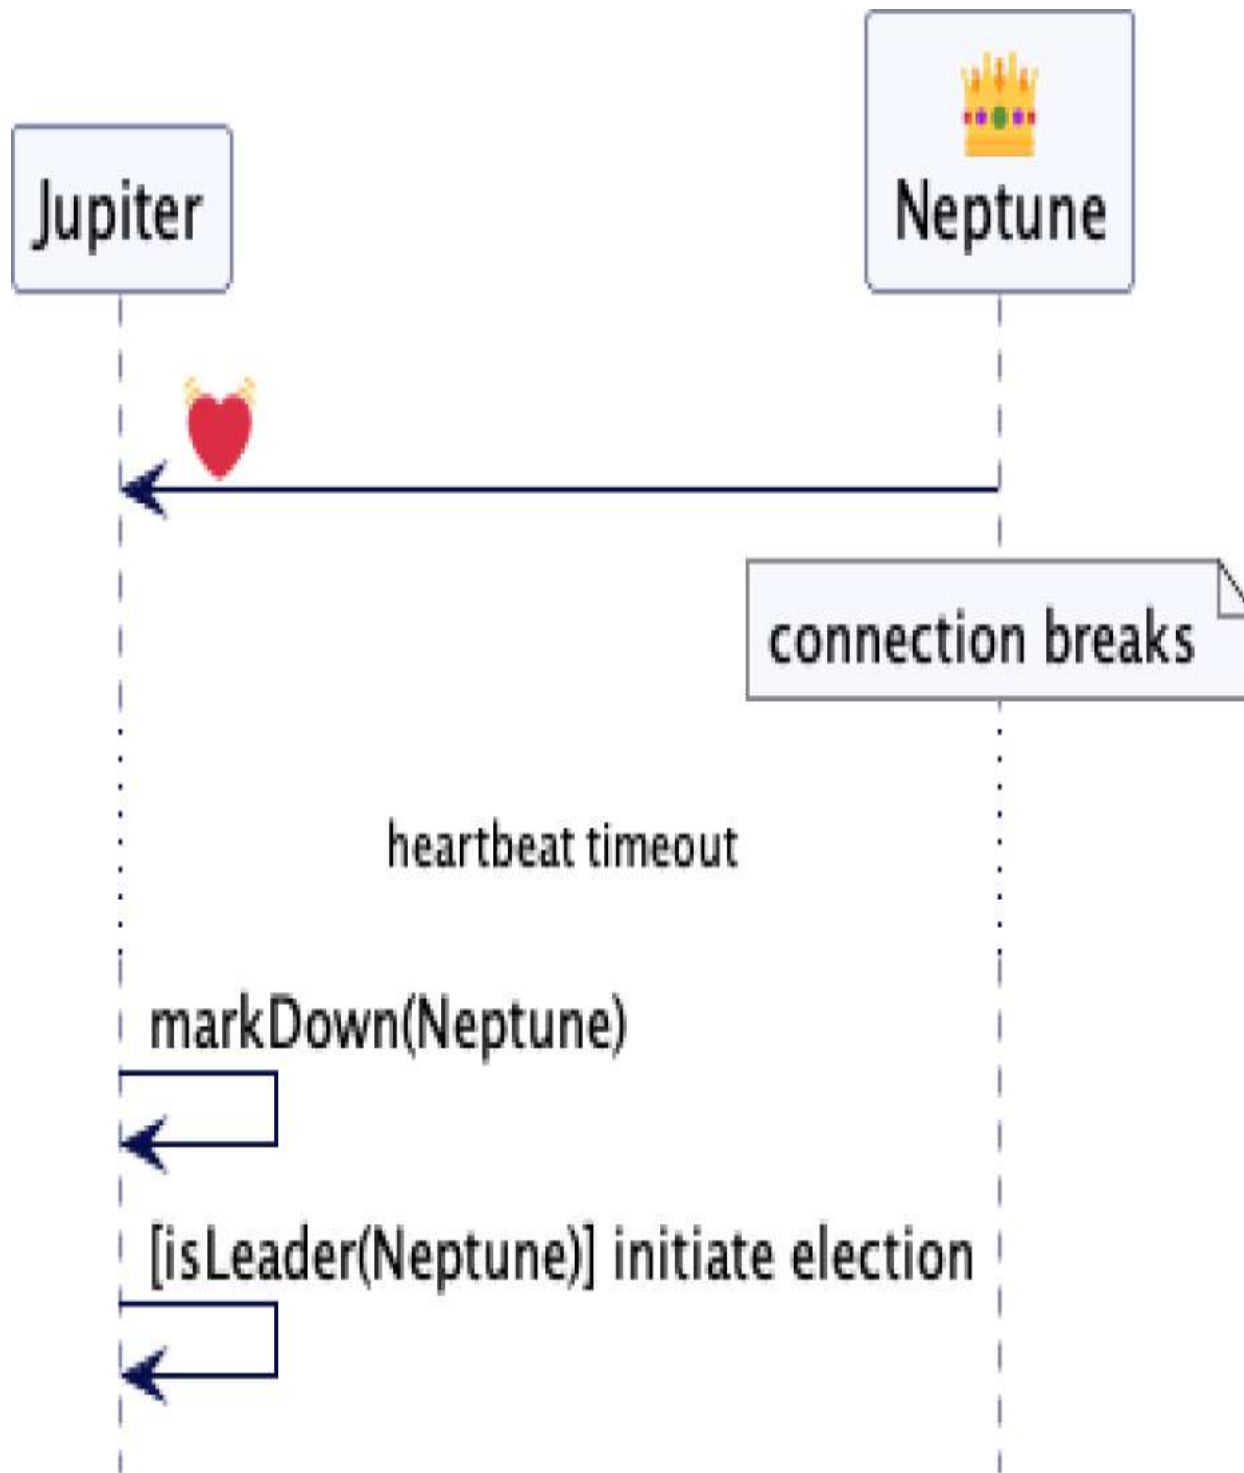 Jupiter
Neptune
connection breaks
heartbeat timeout
markDown(Neptune)
[isLeader(Neptune)] initiate election